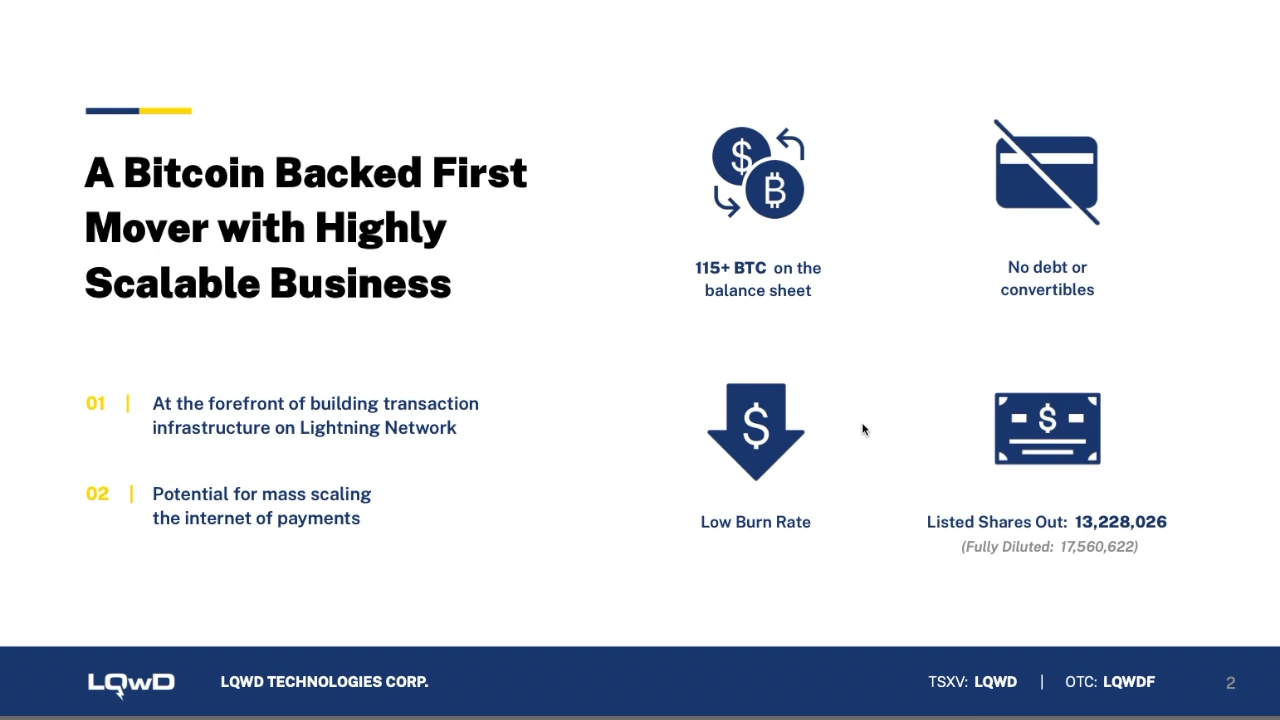 A Bitcoin Backed First
Mover with Highly
Scalable Business
01 | At the forefront of building transaction
infrastructure on Lightning Network
02 | Potential for mass scaling
the internet of payments
$
B
115+ BTC on the
balance sheet
No debt or
convertibles
$
Low Burn Rate
$
Listed Shares Out: 13,228,026
(Fully Diluted: 17,560,622)
LQwD
LQWD TECHNOLOGIES CORP.
TSXV: LQWD | OTC: LQWDF
2